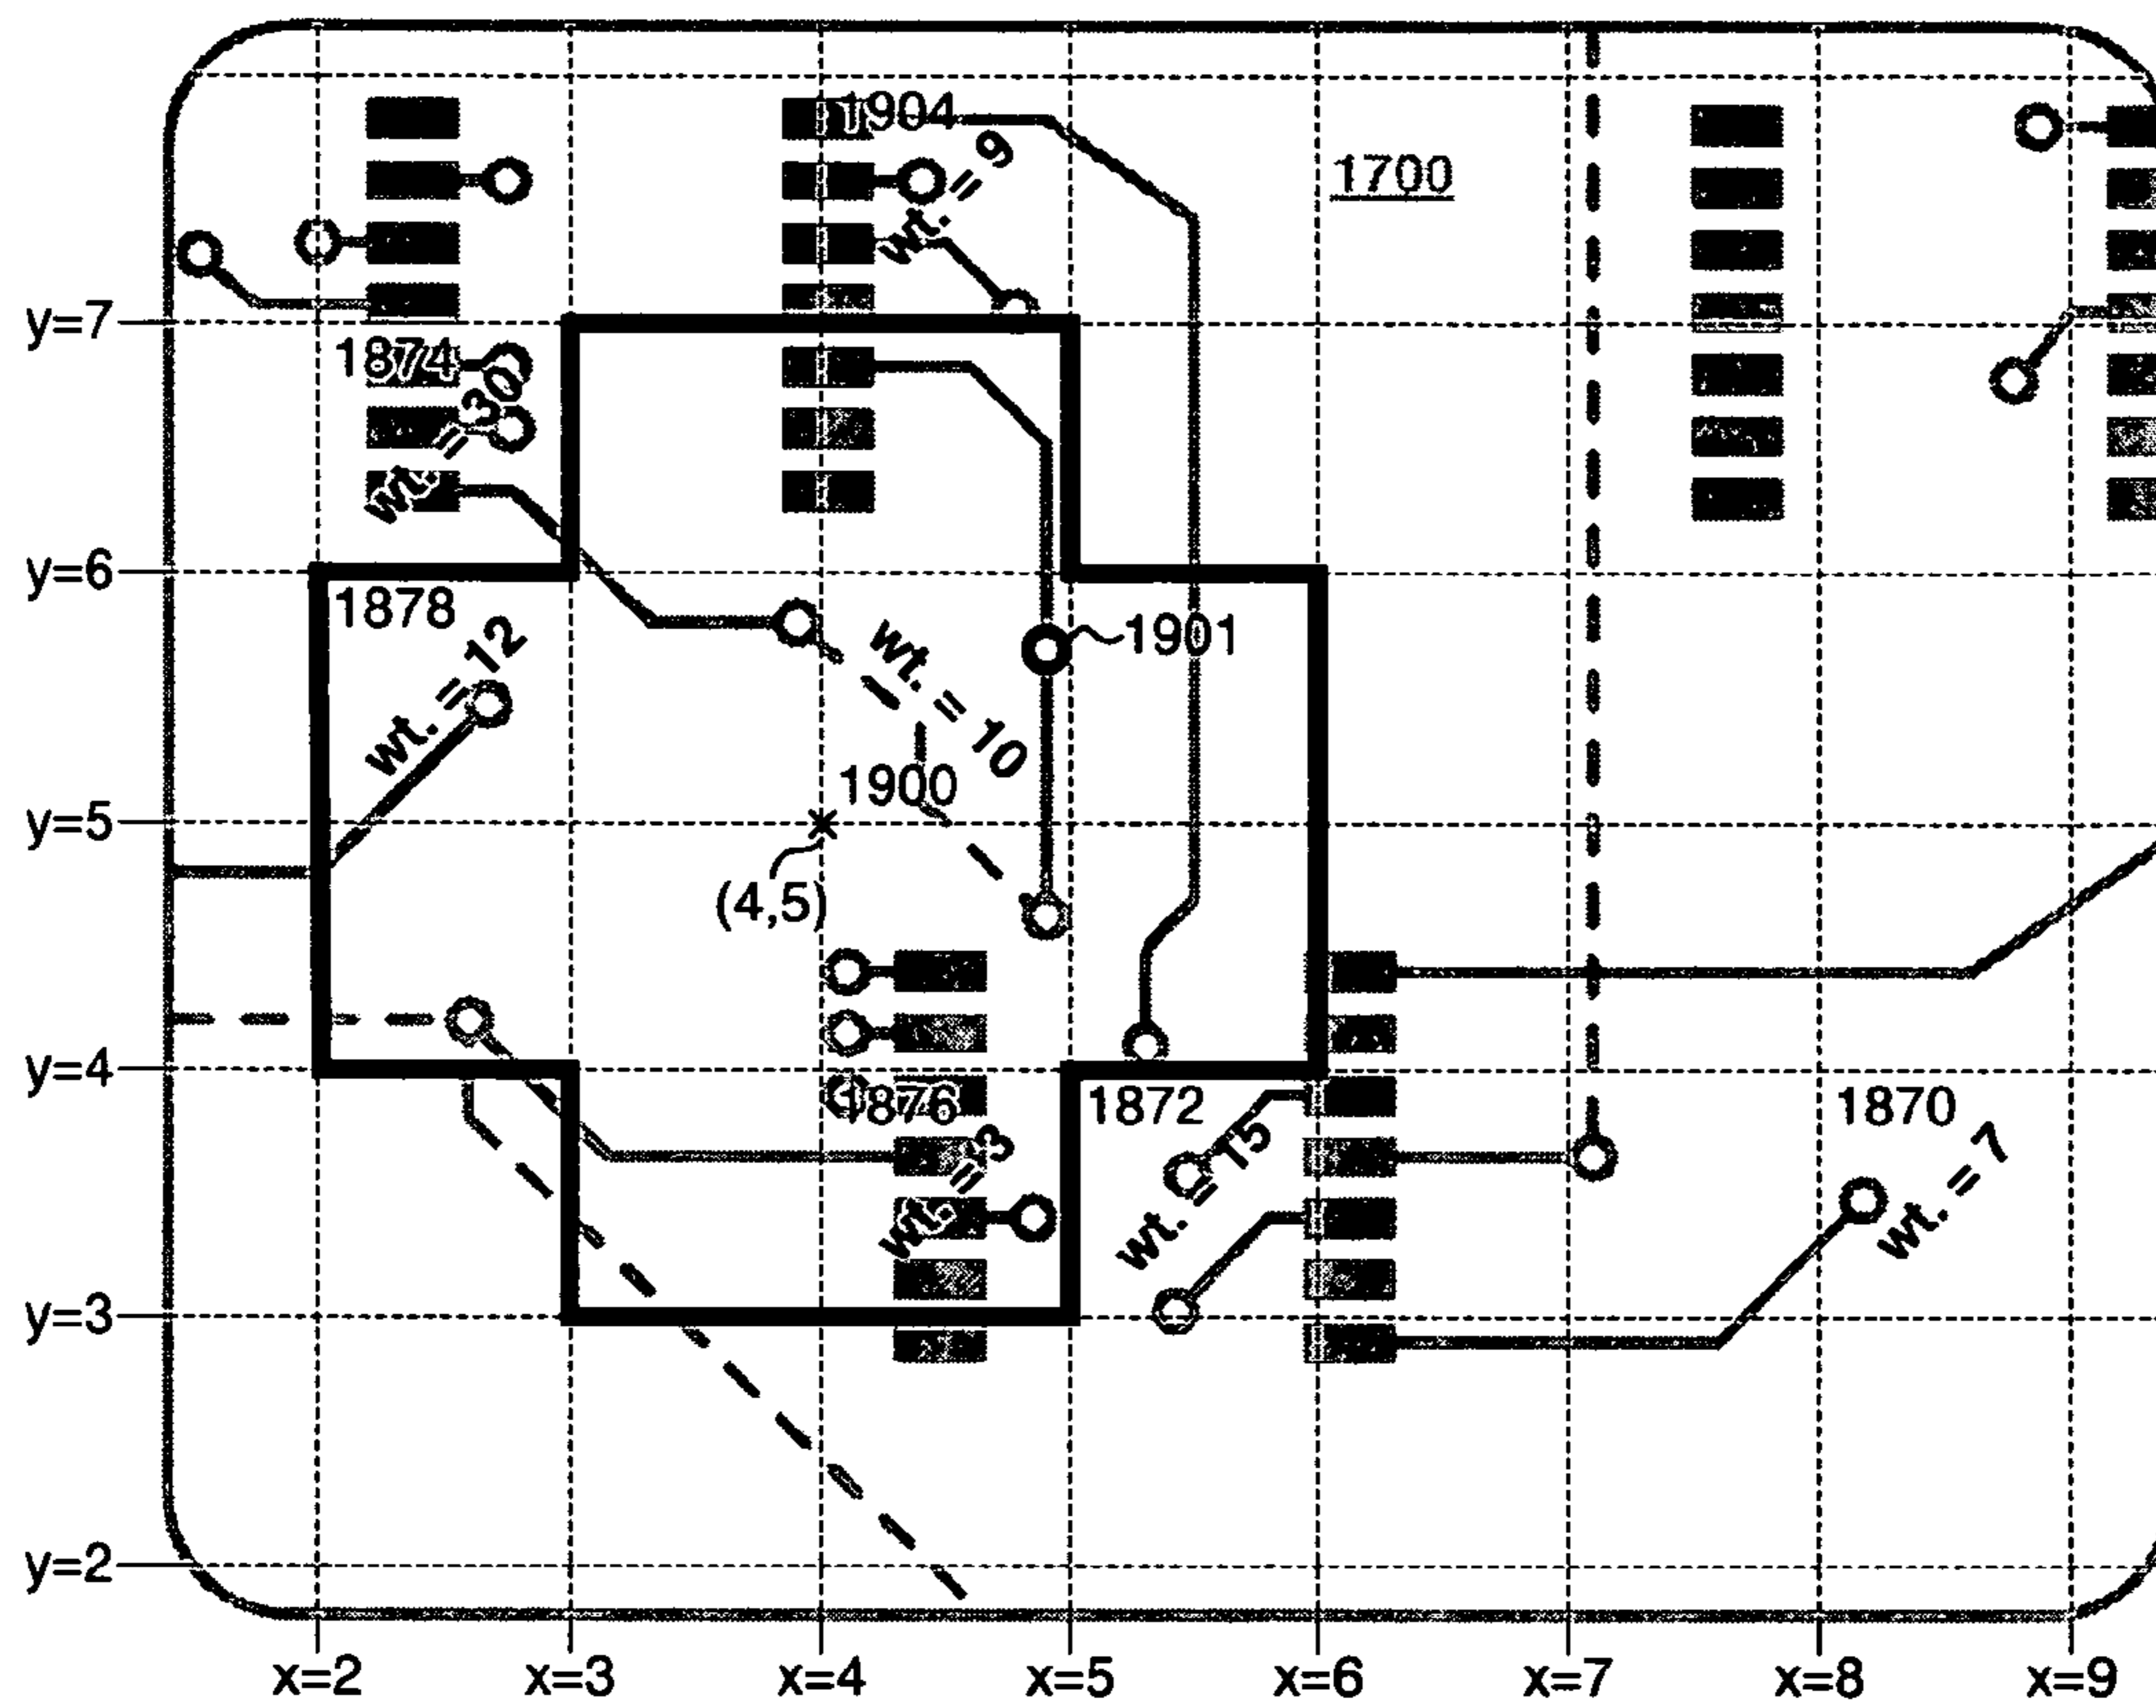 1904
wt. = 9
1700
y=7
1874
wt. = 30
y=6
1878
wt. = 12
1901
wt. = 10
1900
y=5
(4,5)
y=4
1876
wt. = 3
1872
wt. = 15
1870
wt. = 7
y=3
y=2
x=2 x=3 x=4 x=5 x=6 x=7 x=8 x=9